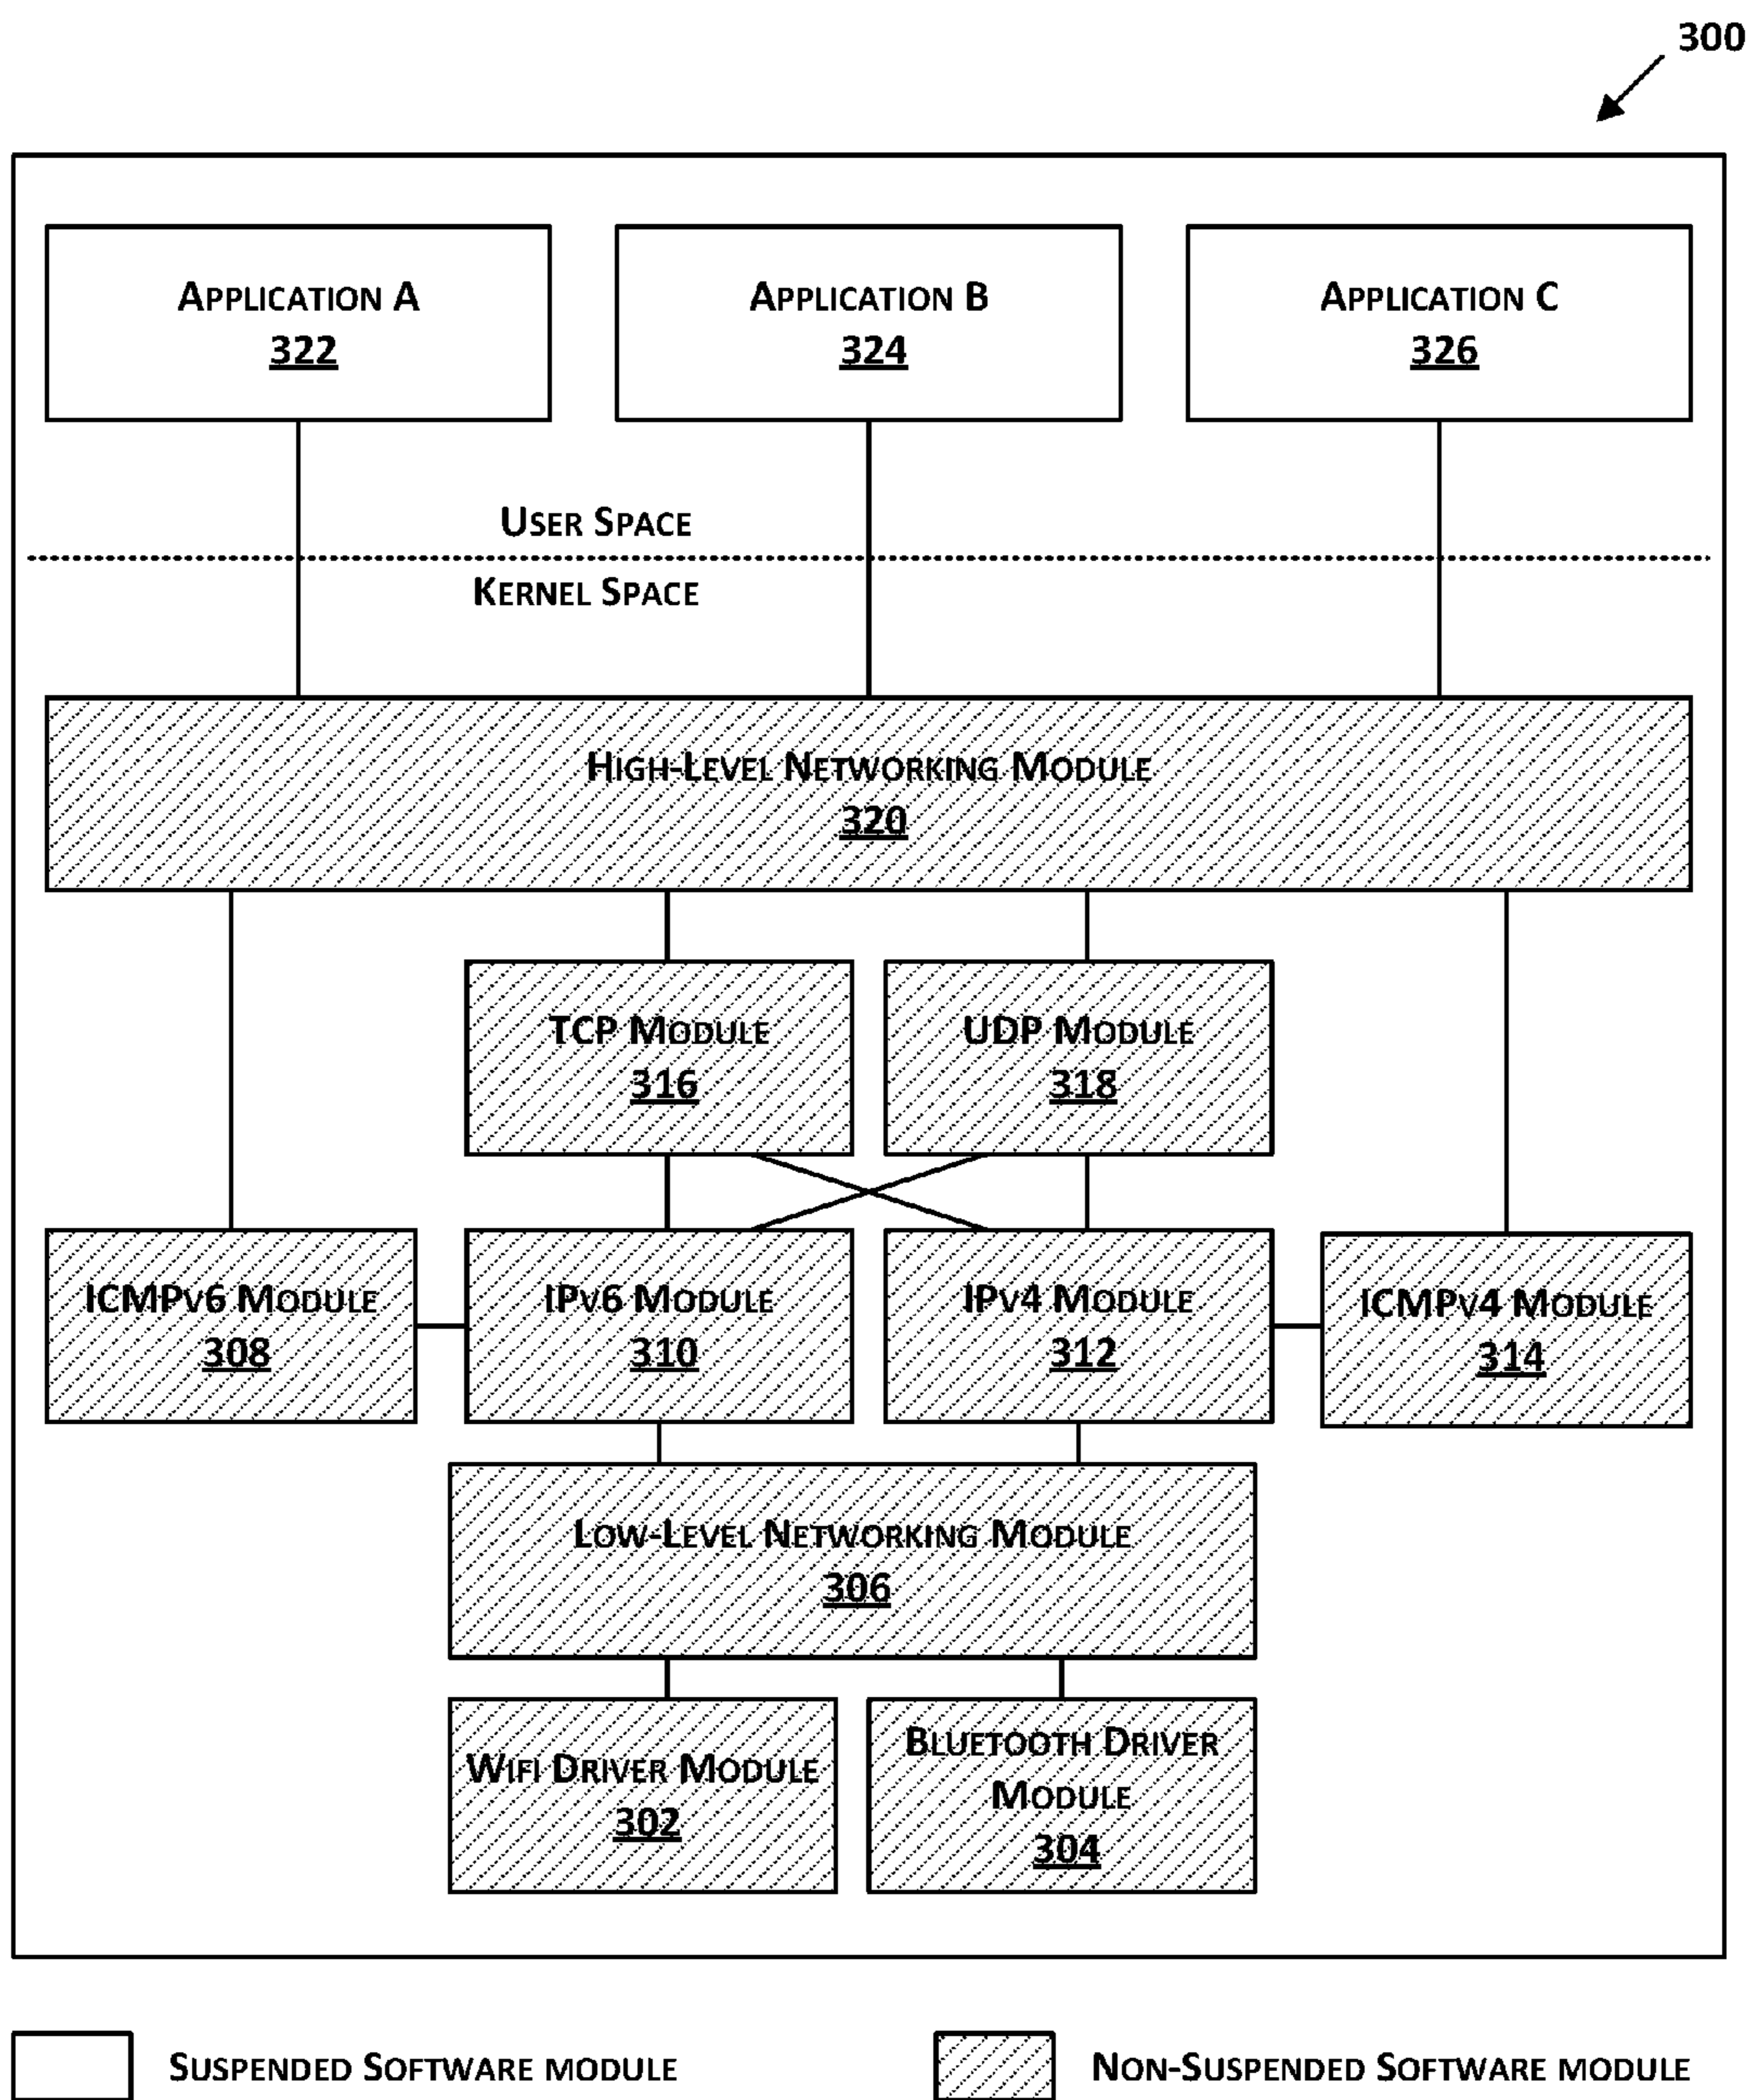 300
APPLICATION A
322
APPLICATION B
324
APPLICATION C
326
USER SPACE
KERNEL SPACE
HIGH-LEVEL NETWORKING MODULE
320
TCP MODULE
316
UDP MODULE
318
ICMPV6 MODULE
308
IPV6 MODULE
310
IPV4 MODULE
312
ICMPV4 MODULE
314
LOW-LEVEL NETWORKING MODULE
306
WIFI DRIVER MODULE
302
BLUETOOTH DRIVER
MODULE
304
SUSPENDED SOFTWARE MODULE
NON-SUSPENDED SOFTWARE MODULE